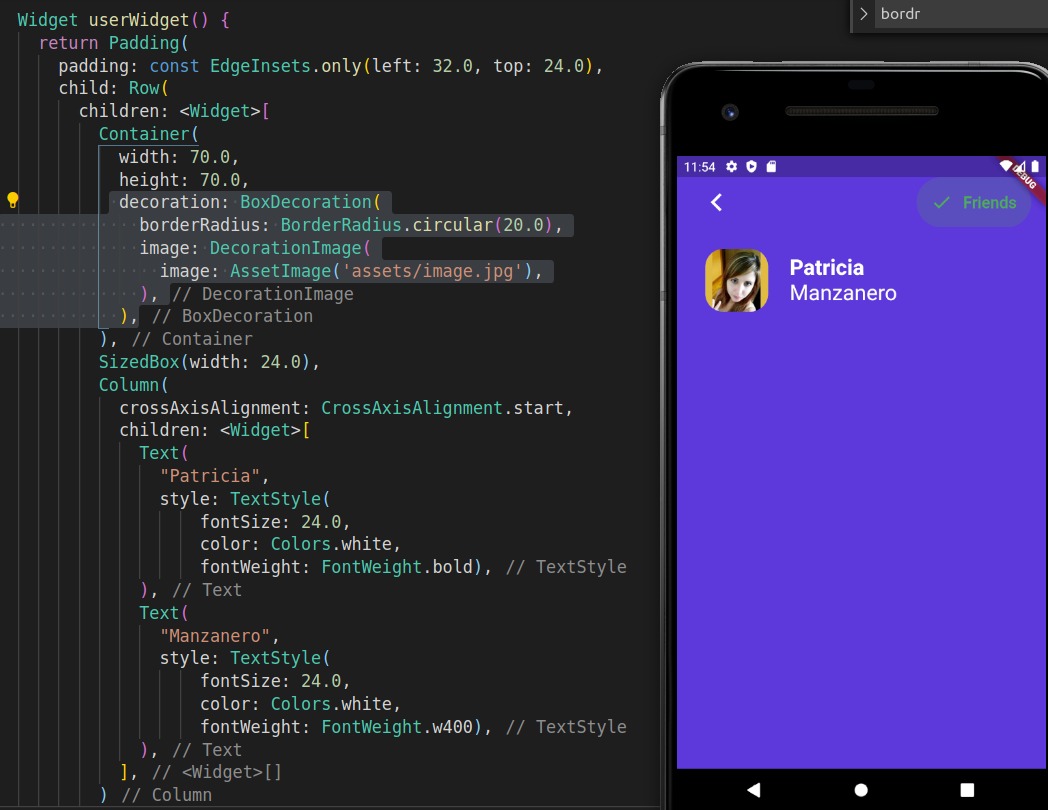 Widget userWidget() {
return Padding(
padding: const EdgeInsets.only(left: 32.0, top: 24.0),
child: Row(
children: <Widget>[
Container(
width: 70.0,
height: 70.0,
decoration: BoxDecoration(
borderRadius: BorderRadius.circular(20.0),
image: DecorationImage(
image: AssetImage('assets/image.jpg'),
), // DecorationImage
), // BoxDecoration
), // Container
SizedBox(width: 24.0),
Column(
crossAxisAlignment: CrossAxisAlignment.start,
children: <Widget>[
Text(
"Patricia",
style: TextStyle(
fontSize: 24.0,
color: Colors.white,
fontWeight: FontWeight.bold), // TextStyle
), // Text
Text(
"Manzanero",
style: TextStyle(
fontSize: 24.0,
color: Colors.white,
fontWeight: FontWeight.w400), // TextStyle
), // Text
], // <Widget>[]
) // Column
bordr
11:54
DEBUG
Friends
Patricia
Manzanero